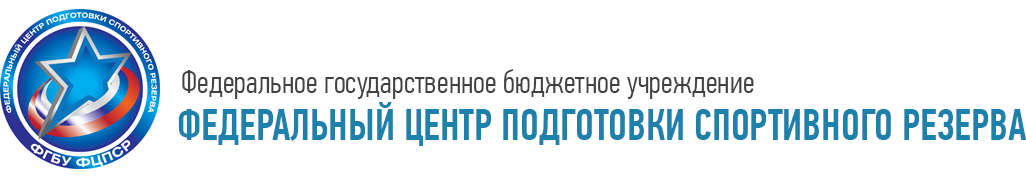 ФЕДЕРАЛЬНЫЙ ЦЕНТР ПОДГОТОВКИ СПОРТИВНОГО РЕЗЕРВА
ФГБУ ФЦПСР
Федеральное государственное бюджетное учреждение
ФЕДЕРАЛЬНЫЙ ЦЕНТР ПОДГОТОВКИ СПОРТИВНОГО РЕЗЕРВА